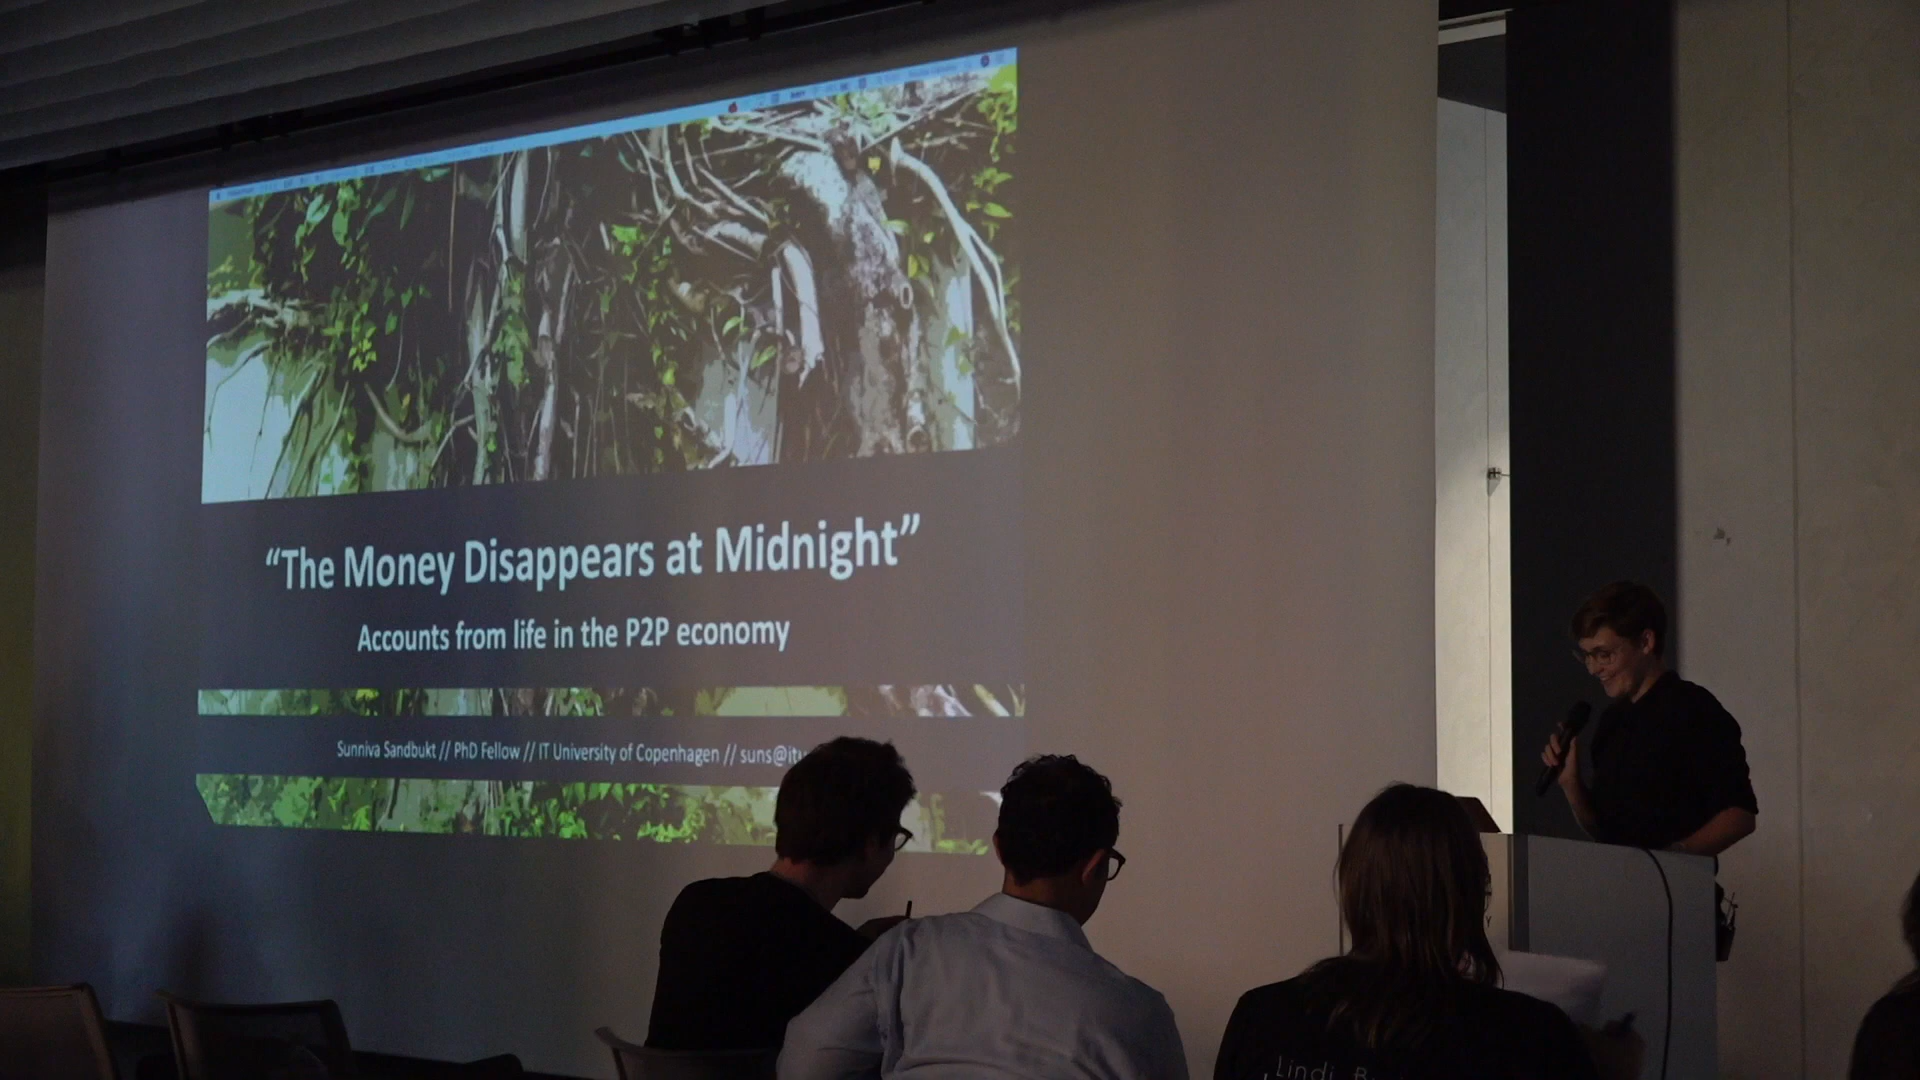 “The Money Disappears at Midnight”
Accounts from life in the P2P economy
Sunniva Sandbukt // PhD Fellow // IT University of Copenhagen // suns@itu
Lindi